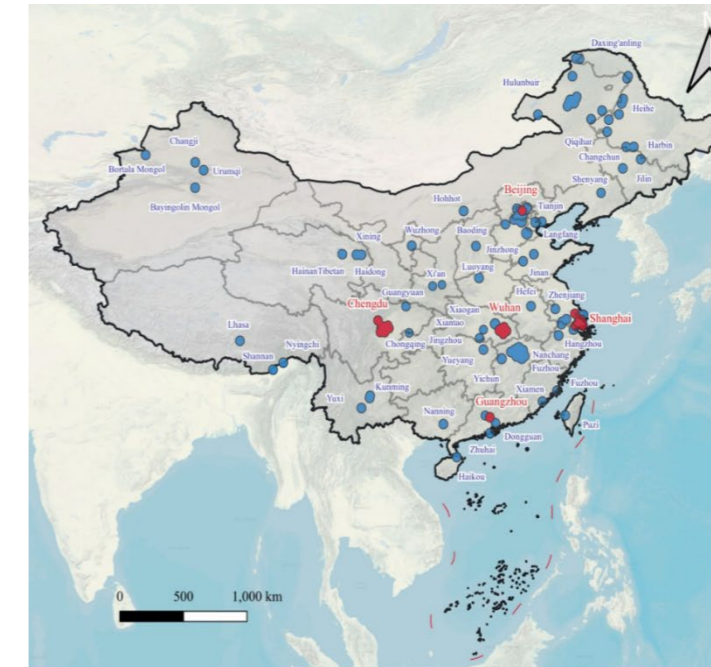 N
Daxing'anling
Hulunbuir
Heihe
Qiqihar
Harbin
Changchun
Jilin
Shenyang
Changji
Bortala Mongol
Urumqi
Bayingolin Mongol
Hohhot
Beijing
Tianjin
Langfang
Baoding
Wuzhong
Xining
Jinzhong
HainanTibetan
Haidong
Jinan
Luoyang
Xi'an
Guangyuan
Hefei
Zhenjiang
Chengdu
Xiaogan
Wuhan
Shanghai
Xiantao
Chongqing
Jingzhou
Hangzhou
Lhasa
Nyingchi
Shannan
Yueyang
Nanchang
Fuzhou
Yichun
Kunming
Yuxi
Xiamen
Fuzhou
Guangzhou
Nanning
Puzi
Dongguan
Zhuhai
Haikou
0 500 1,000 km